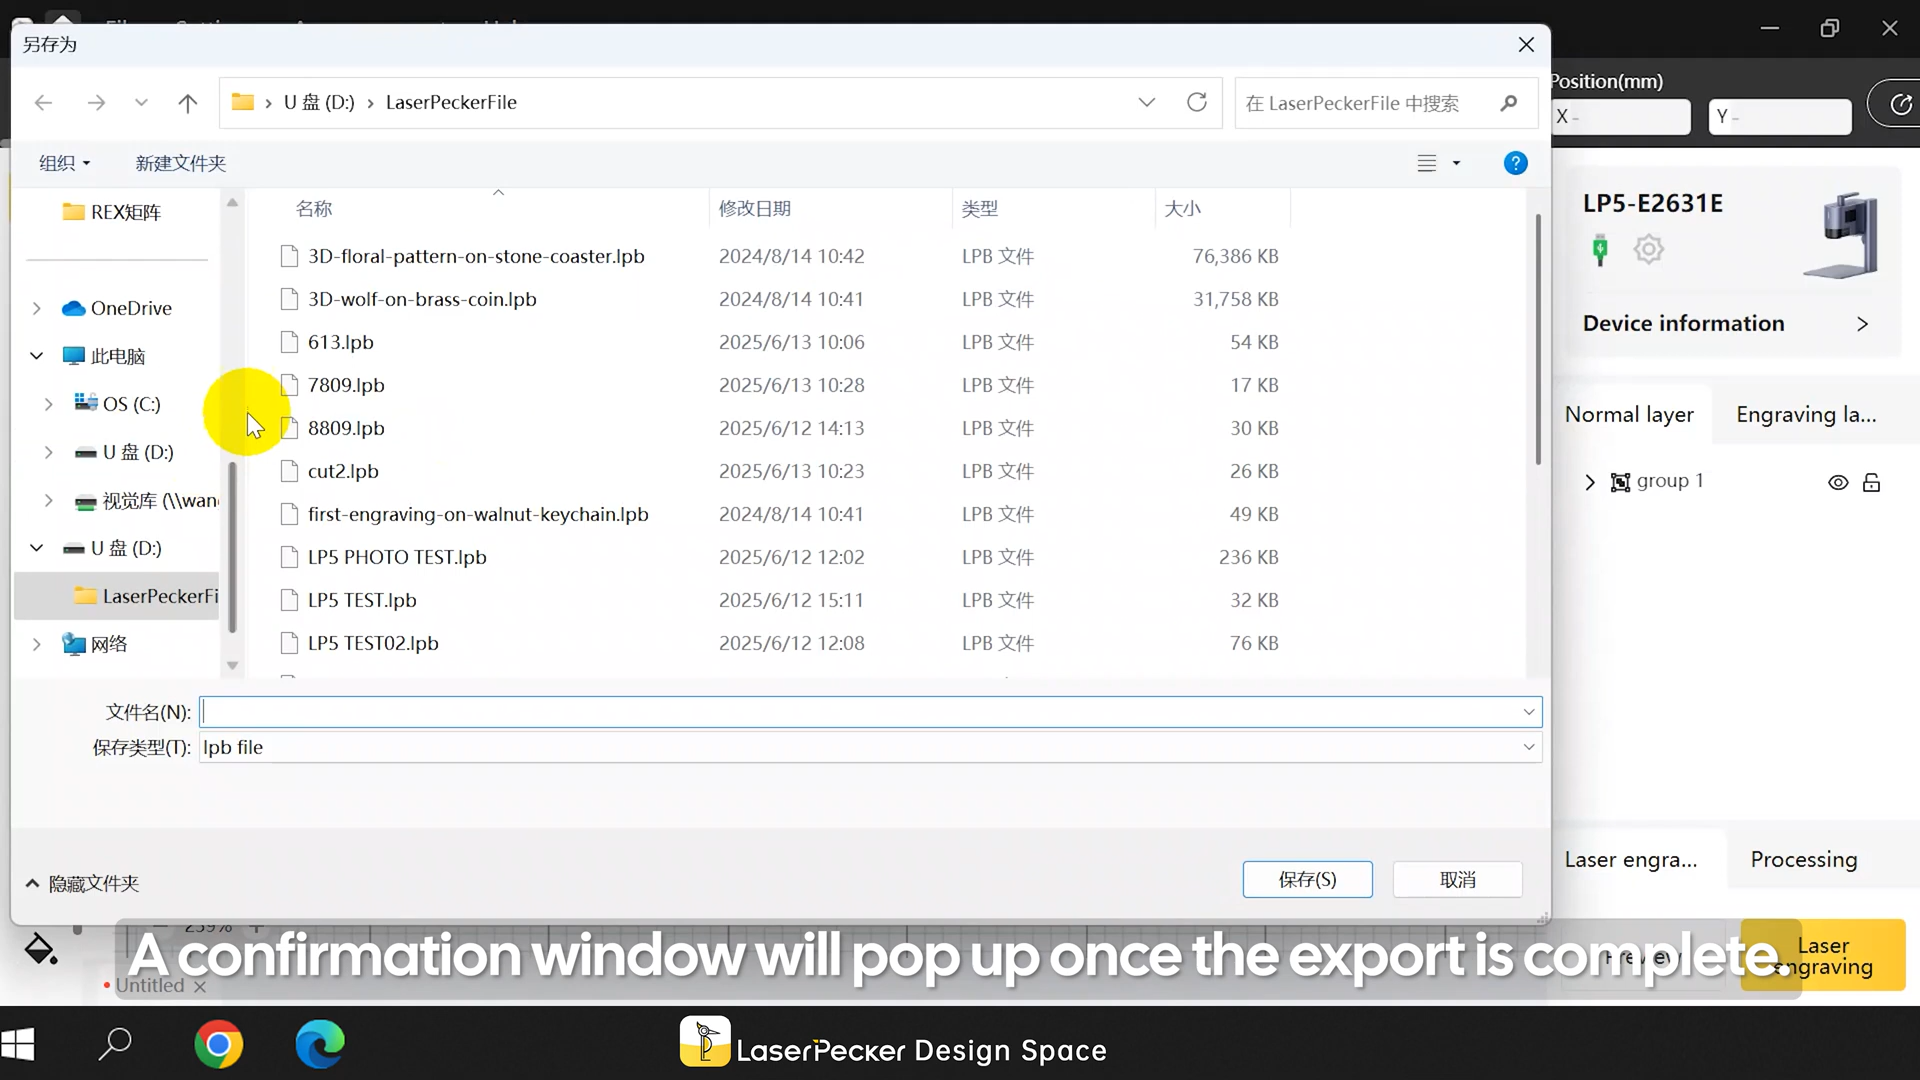 另存为
U 盘 (D:) › LaserPeckerFile
在 LaserPeckerFile 中搜索
Position(mm)
X
Y
组织
新建文件夹
REX矩阵
OneDrive
此电脑
OS (C:)
U 盘 (D:)
视觉库 (\\wan
U 盘 (D:)
LaserPeckerFi
网络
名称 修改日期 类型 大小
3D-floral-pattern-on-stone-coaster.lpb 2024/8/14 10:42 LPB 文件 76,386 KB
3D-wolf-on-brass-coin.lpb 2024/8/14 10:41 LPB 文件 31,758 KB
613.lpb 2025/6/13 10:06 LPB 文件 54 KB
7809.lpb 2025/6/13 10:28 LPB 文件 17 KB
8809.lpb 2025/6/12 14:13 LPB 文件 30 KB
cut2.lpb 2025/6/13 10:23 LPB 文件 26 KB
first-engraving-on-walnut-keychain.lpb 2024/8/14 10:41 LPB 文件 49 KB
LP5 PHOTO TEST.lpb 2025/6/12 12:02 LPB 文件 236 KB
LP5 TEST.lpb 2025/6/12 15:11 LPB 文件 32 KB
LP5 TEST02.lpb 2025/6/12 12:08 LPB 文件 76 KB
文件名(N):
保存类型(T): lpb file
隐藏文件夹
保存(S)
取消
LP5-E2631E
Device information
Normal layer
Engraving la...
group 1
Laser engra...
Processing
239%
A confirmation window will pop up once the export is complete.
Preview
Laser
engraving
Untitled
LaserPecker Design Space